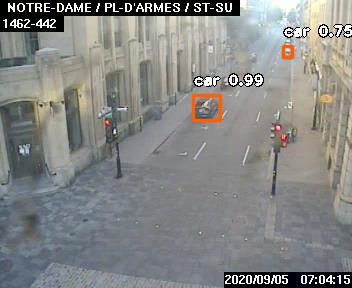 NOTRE-DAME / PL-D'ARMES / ST-SU
1462-442
car 0.75
car 0.99
2020/09/05 07:04:15